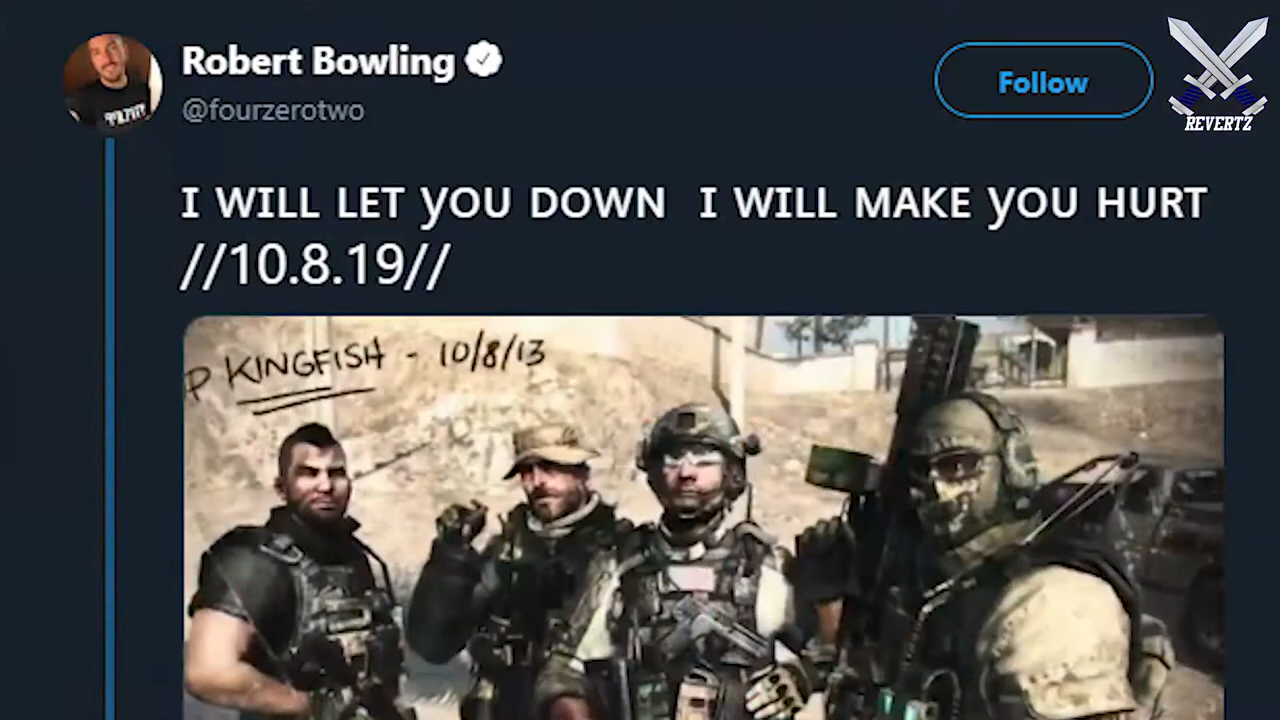 Robert Bowling
@fourzerotwo
Follow
REVERTZ
I WILL LET yOU DOWN I WILL MAKE yOU HURT
//10.8.19//
P KINGFISH - 10/8/13